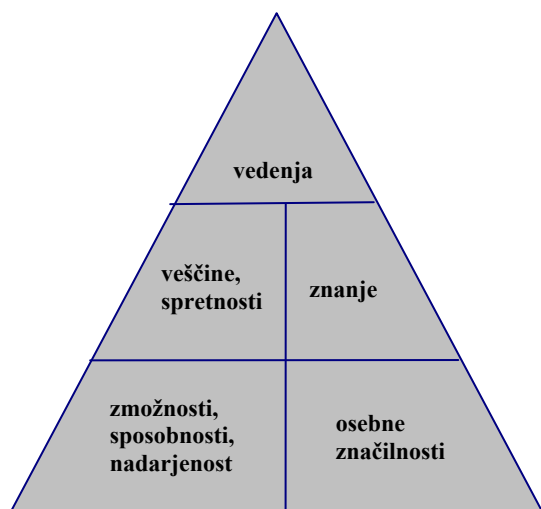 vedenja
veščine,
spretnosti
znanje
zmožnosti,
sposobnosti,
nadarjenost
osebne
značilnosti